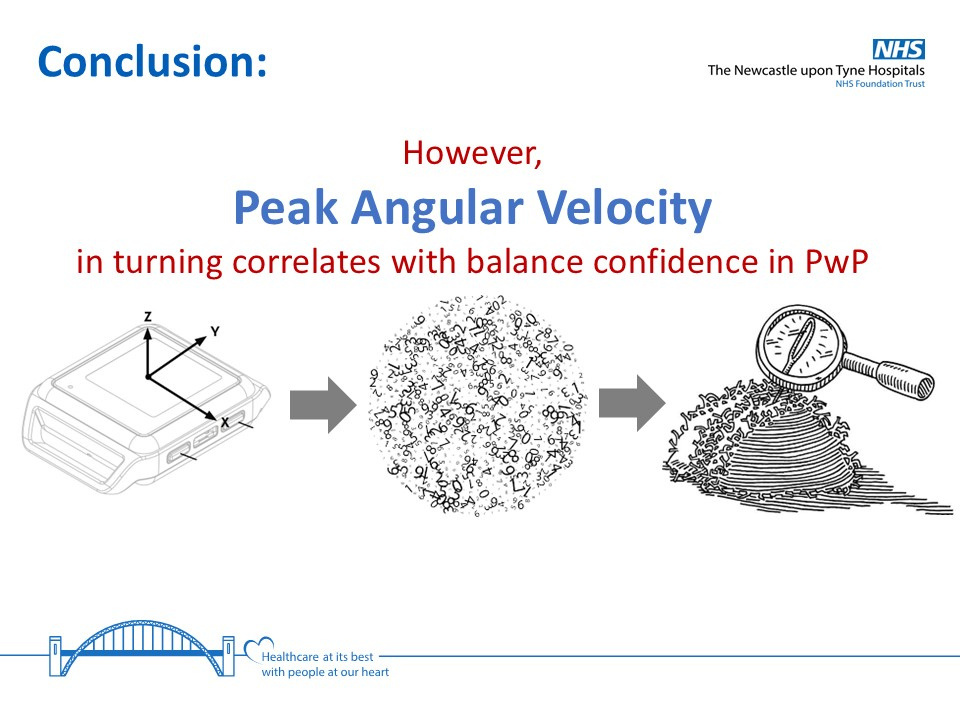 Conclusion:
NHS
The Newcastle upon Tyne Hospitals
NHS Foundation Trust
However,
Peak Angular Velocity
in turning correlates with balance confidence in PwP
Z
Y
X
Healthcare at its best
with people at our heart